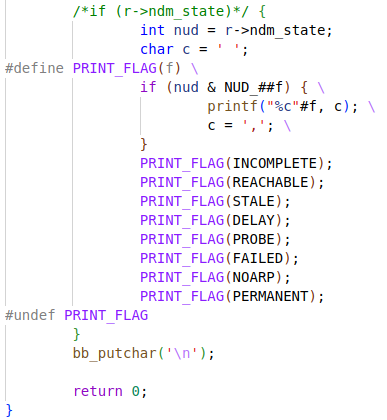 /*if (r->ndm_state)*/ {
int nud = r->ndm_state;
char c = ' ';
#define PRINT_FLAG(f) \
if (nud & NUD_##f) { \
printf("%c"#f, c); \
c = ','; \
}
PRINT_FLAG(INCOMPLETE);
PRINT_FLAG(REACHABLE);
PRINT_FLAG(STALE);
PRINT_FLAG(DELAY);
PRINT_FLAG(PROBE);
PRINT_FLAG(FAILED);
PRINT_FLAG(NOARP);
PRINT_FLAG(PERMANENT);
#undef PRINT_FLAG
}
bb_putchar('\n');
return 0;
}